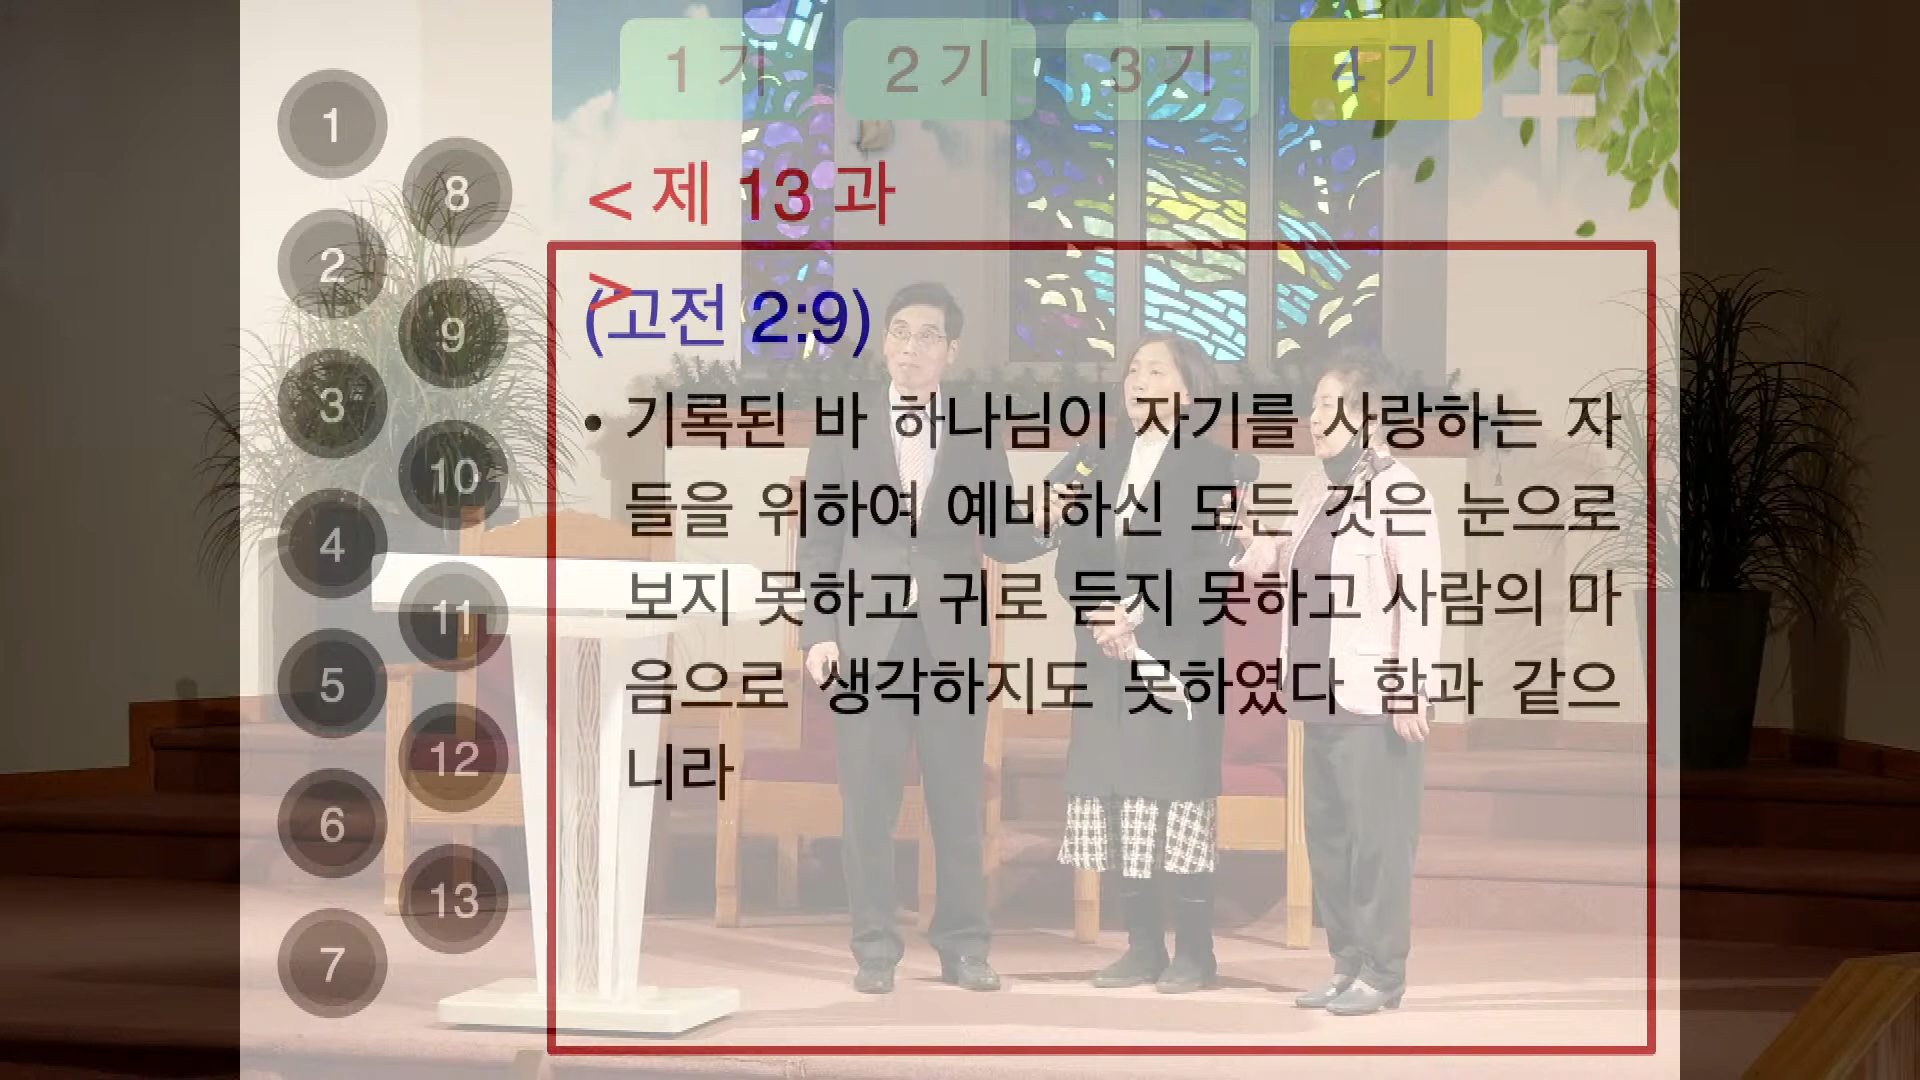 1기 2기 3기 4기
< 제 13 과
>
(고전 2:9)
• 기록된 바 하나님이 자기를 사랑하는 자
들을 위하여 예비하신 모든 것은 눈으로
보지 못하고 귀로 듣지 못하고 사람의 마
음으로 생각하지도 못하였다 함과 같으
니라
1
2
3
4
5
6
7
8
9
10
11
12
13